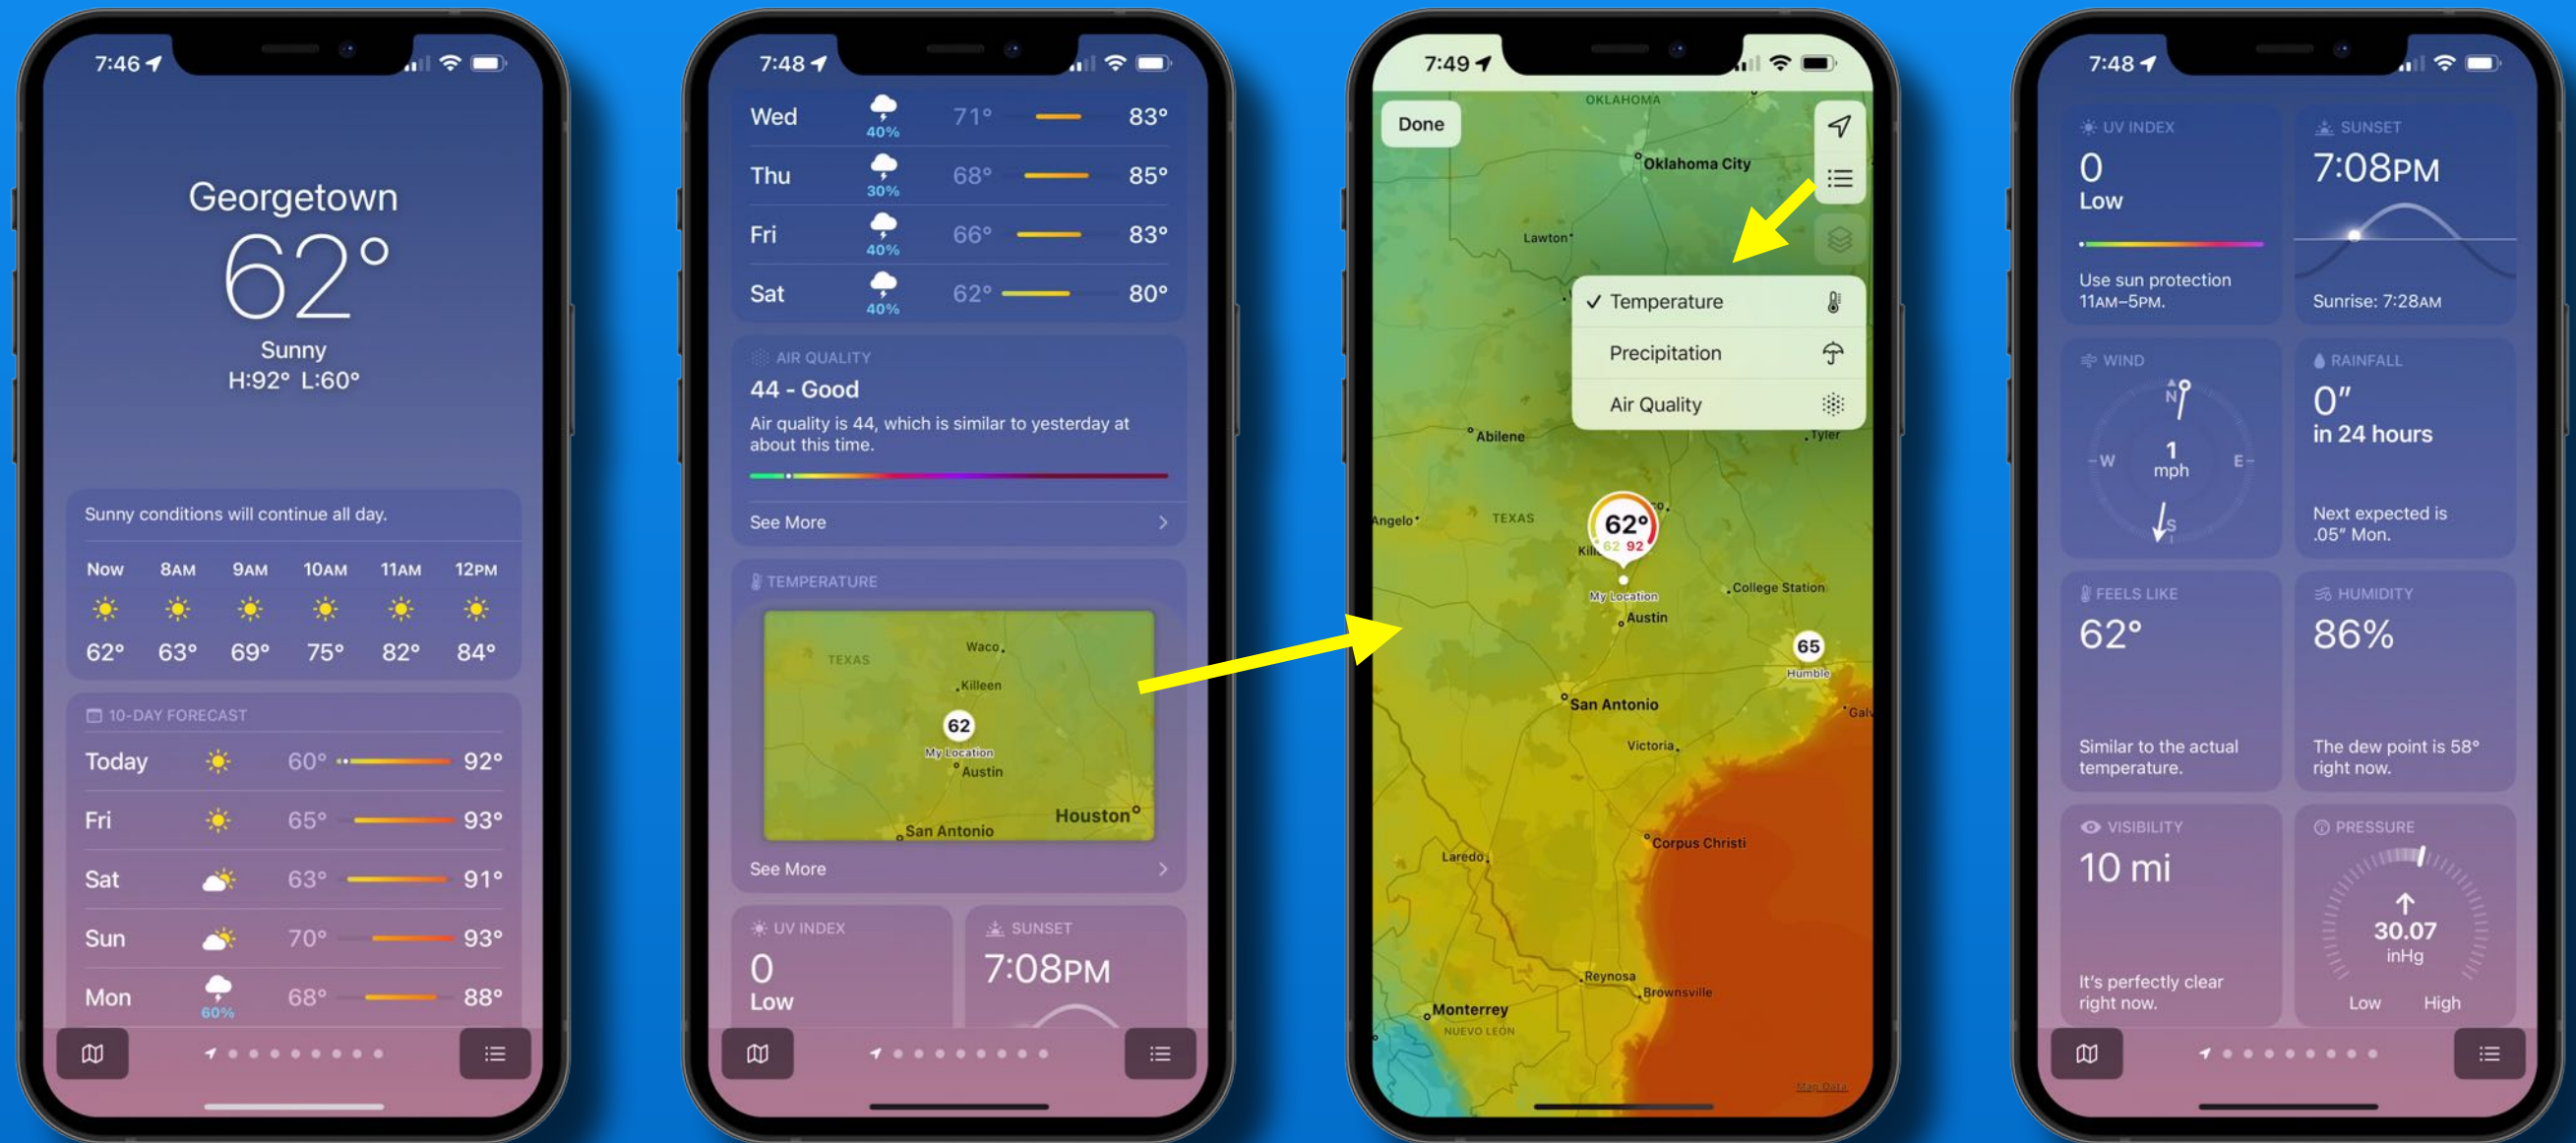 7:46
Georgetown
62°
Sunny
H:92° L:60°
Sunny conditions will continue all day.
Now 8AM 9AM 10AM 11AM 12PM
62° 63° 69° 75° 82° 84°
10-DAY FORECAST
Today 60° 92°
Fri 65° 93°
Sat 63° 91°
Sun 70° 93°
Mon 60% 68° 88°
7:48
Wed 40% 71° 83°
Thu 30% 68° 85°
Fri 40% 66° 83°
Sat 40% 62° 80°
AIR QUALITY
44 - Good
Air quality is 44, which is similar to yesterday at
about this time.
See More
TEMPERATURE
Waco
TEXAS
Killeen
62
My Location
Austin
Houston
San Antonio
See More
UV INDEX
0
Low
SUNSET
7:08PM
7:49
OKLAHOMA
Done
Oklahoma City
Lawton
Temperature
Precipitation
Air Quality
Abilene
Tyler
Angelo
TEXAS
62°
62 92
My Location
College Station
Austin
65
Humble
San Antonio
Victoria
Corpus Christi
Laredo
Reynosa
Brownsville
Monterrey
NUEVO LEÓN
Map Data
7:48
UV INDEX
0
Low
Use sun protection
11AM–5PM.
SUNSET
7:08PM
Sunrise: 7:28AM
WIND
N
W
1
mph
E
S
RAINFALL
0"
in 24 hours
Next expected is
.05" Mon.
FEELS LIKE
62°
Similar to the actual
temperature.
HUMIDITY
86%
The dew point is 58°
right now.
VISIBILITY
10 mi
It's perfectly clear
right now.
PRESSURE
30.07
inHg
Low High